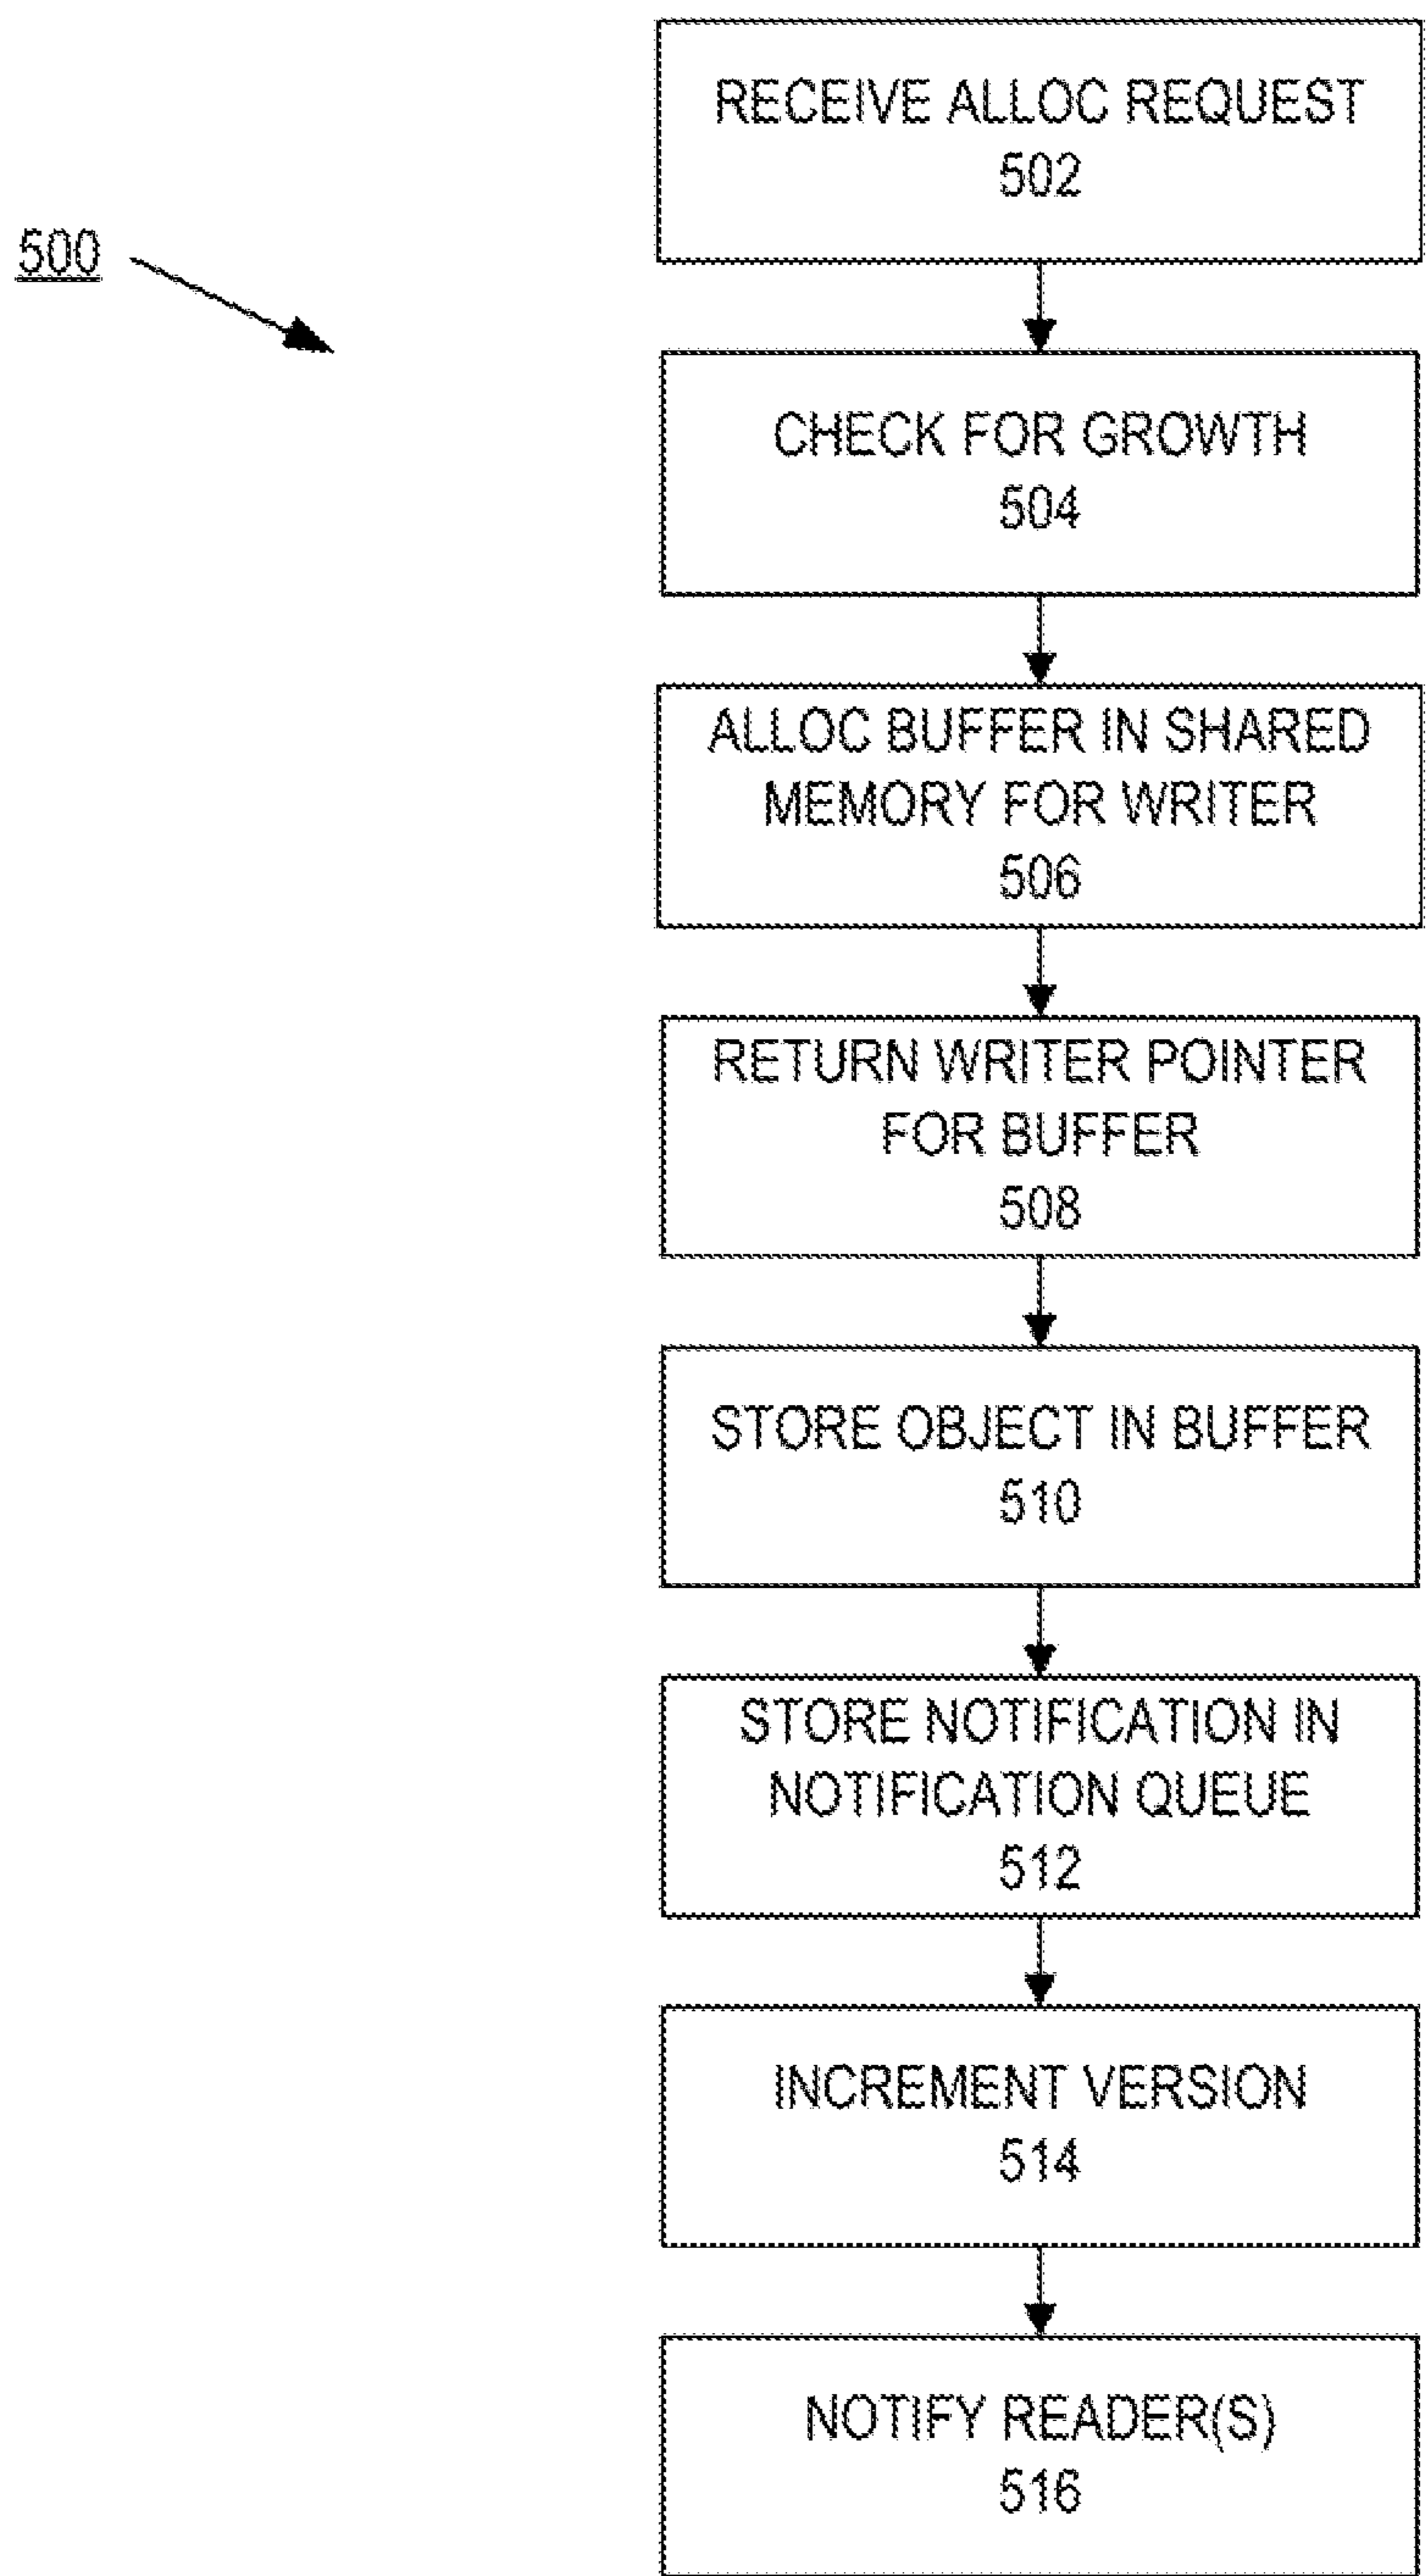 RECEIVE ALLOC REQUEST
502
500
CHECK FOR GROWTH
504
ALLOC BUFFER IN SHARED
MEMORY FOR WRITER
506
RETURN WRITER POINTER
FOR BUFFER
508
STORE OBJECT IN BUFFER
510
STORE NOTIFICATION IN
NOTIFICATION QUEUE
512
INCREMENT VERSION
514
NOTIFY READER(S)
516